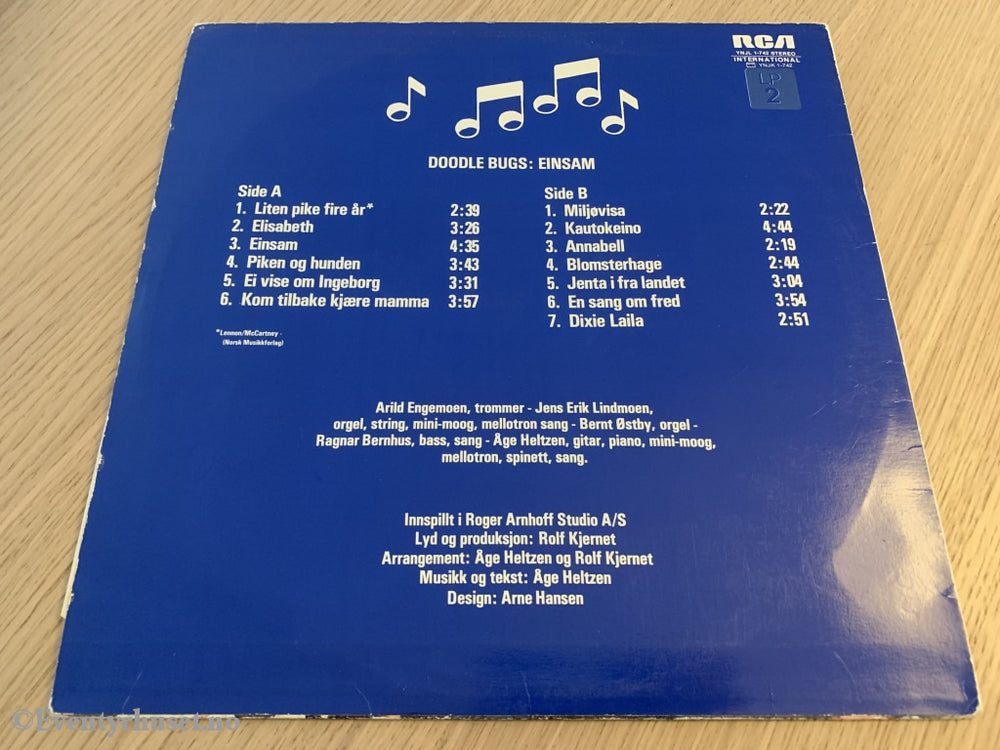 RCA
YNJL 1-742 STEREO
INTERNATIONAL
YNJK 1-742
LP
2
DOODLE BUGS: EINSAM
Side A
1. Liten pike fire år* 2:39
2. Elisabeth 3:26
3. Einsam 4:35
4. Piken og hunden 3:43
5. Ei vise om Ingeborg 3:31
6. Kom tilbake kjære mamma 3:57
*Lennon/McCartney -
(Norsk Musikkforlag)
Side B
1. Miljøvisa 2:22
2. Kautokeino 4:44
3. Annabell 2:19
4. Blomsterhage 2:44
5. Jenta i fra landet 3:04
6. En sang om fred 3:54
7. Dixie Laila 2:51
Arild Engemoen, trommer - Jens Erik Lindmoen,
orgel, string, mini-moog, mellotron sang - Bernt Østby, orgel -
Ragnar Bernhus, bass, sang - Åge Heltzen, gitar, piano, mini-moog,
mellotron, spinett, sang.
Innspillt i Roger Arnhoff Studio A/S
Lyd og produksjon: Rolf Kjernet
Arrangement: Åge Heltzen og Rolf Kjernet
Musikk og tekst: Åge Heltzen
Design: Arne Hansen
©Eventyrhuset.no